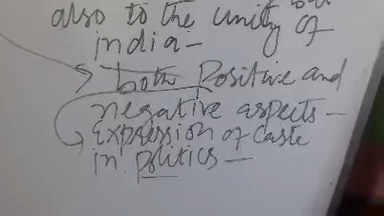 also to the unity of
india-
both Positive and
negative aspects-
Expression of caste
in politics-